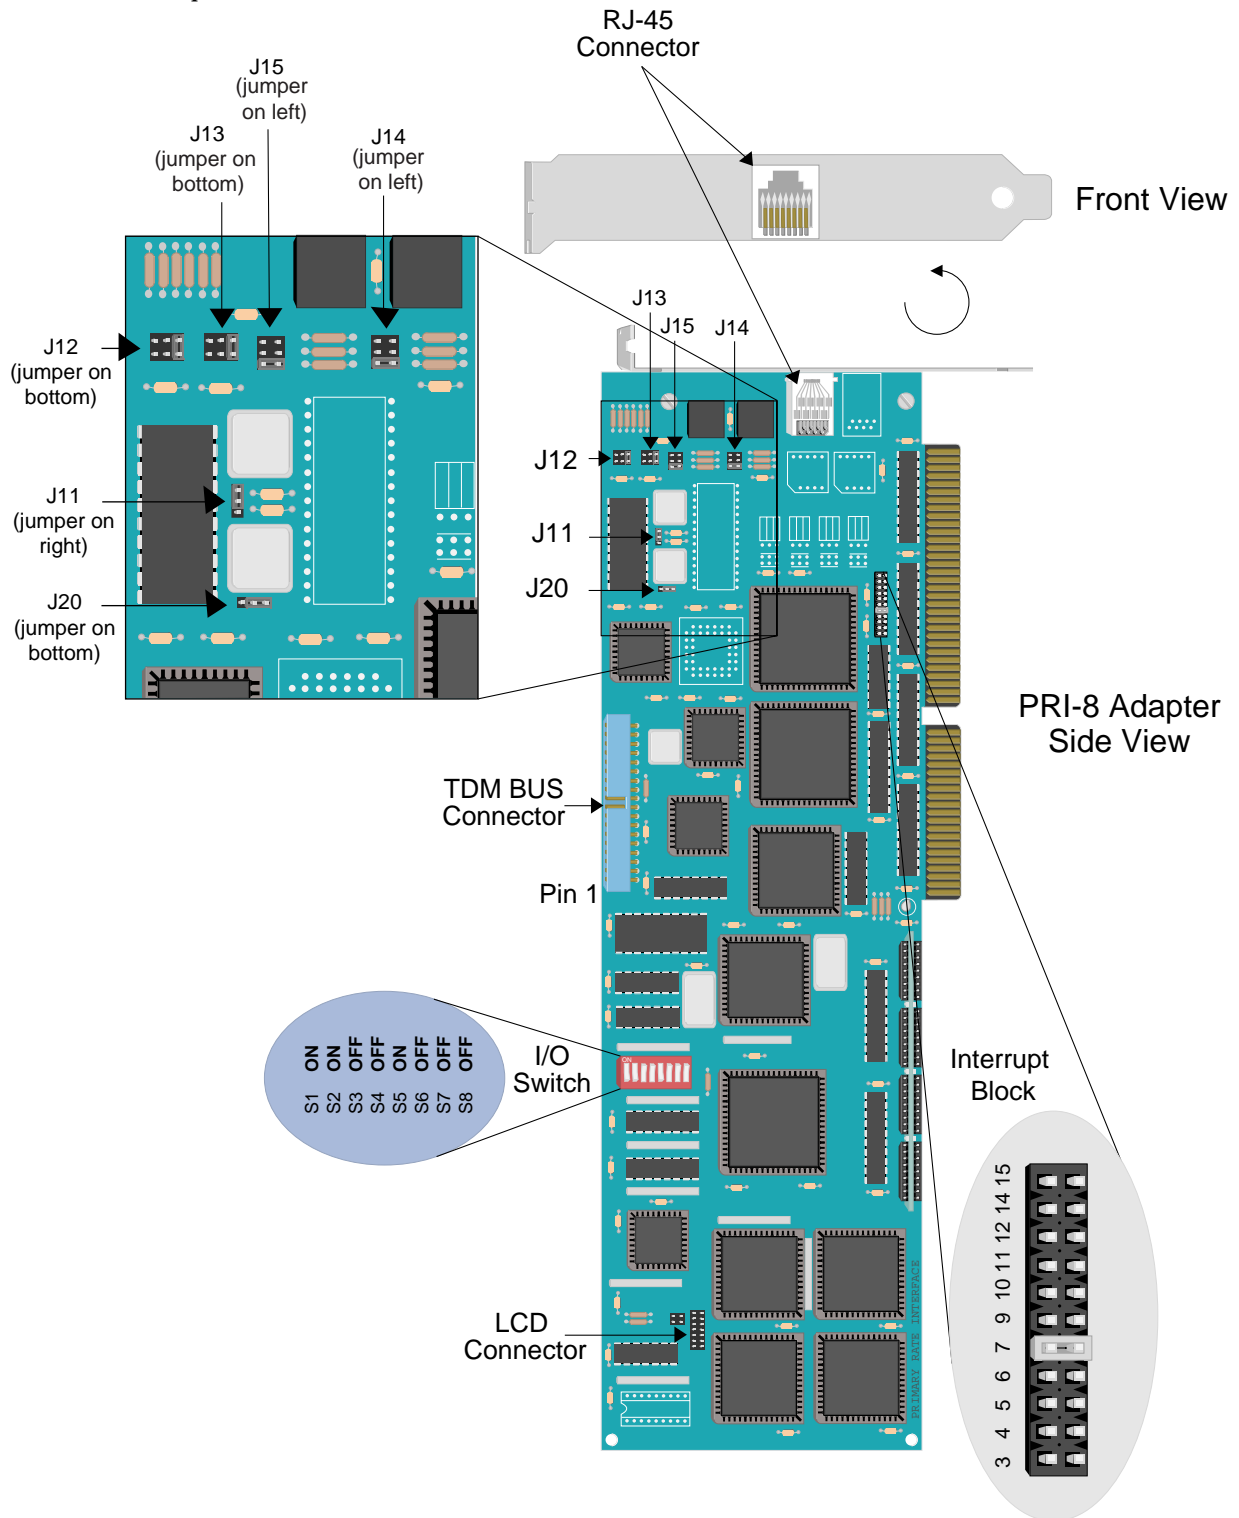 RJ-45
Connector
J15
(jumper
on left)
J13
(jumper on
bottom)
J14
(jumper
on left)
Front View
J12
(jumper on
bottom)
J11
(jumper on
right)
J20
(jumper on
bottom)
J13
J15
J14
J12
J11
J20
PRI-8 Adapter
Side View
TDM BUS
Connector
Pin 1
I/O
Switch
ON
S1 ON
S2 ON
S3 OFF
S4 OFF
S5 ON
S6 OFF
S7 OFF
S8 OFF
Interrupt
Block
15
14
12
11
10
9
7
6
5
4
3
LCD
Connector
PRIMARY RATE INTERFACE